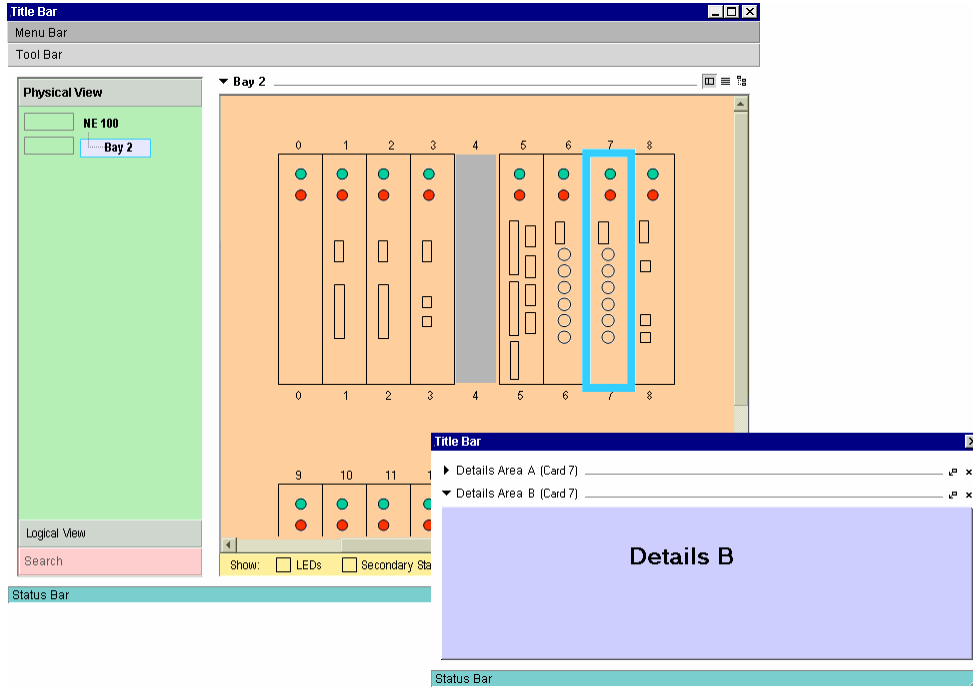 Title Bar
Menu Bar
Tool Bar
Physical View
NE 100
Bay 2
Logical View
Search
Bay 2
0 1 2 3 4 5 6 7 8
0 1 2 3 4 5 6 7 8
9 10 11
Show: LEDs Secondary
Status Bar
Title Bar
Details Area A (Card 7)
Details Area B (Card 7)
Details B
Status Bar